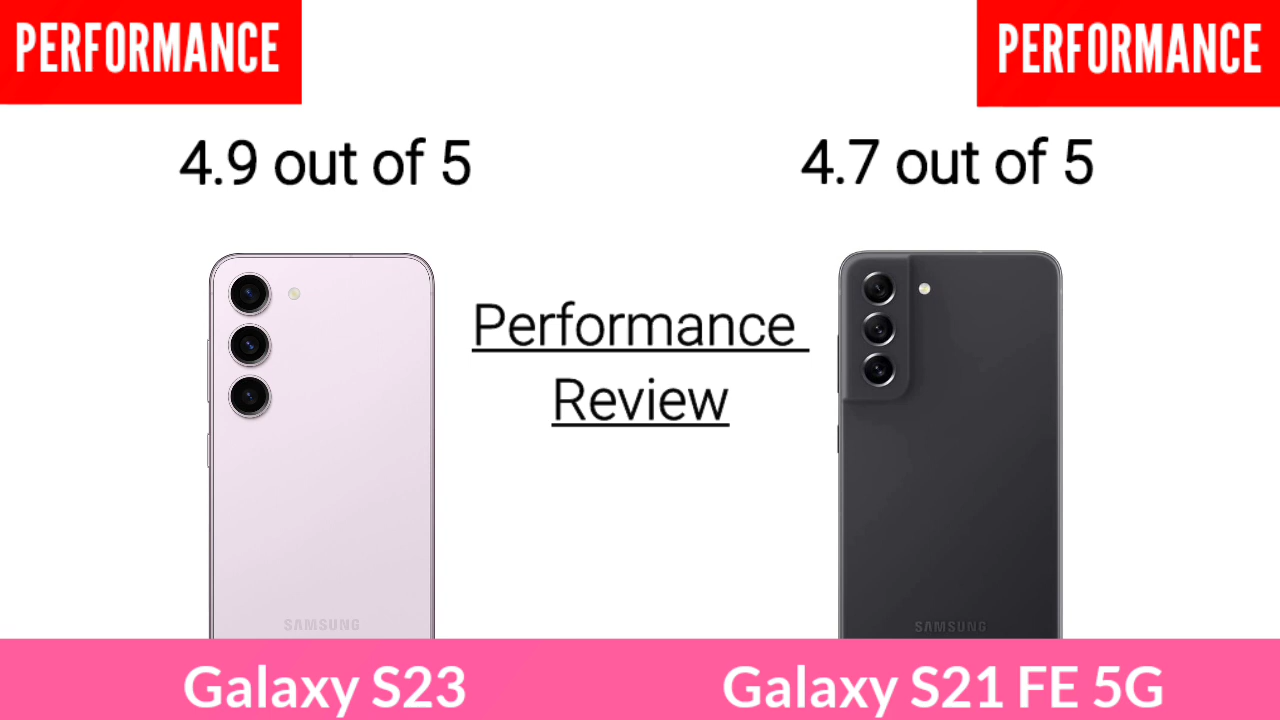 PERFORMANCE
PERFORMANCE
4.9 out of 5
4.7 out of 5
Performance
Review
SAMSUNG
SAMSUNG
Galaxy S23
Galaxy S21 FE 5G